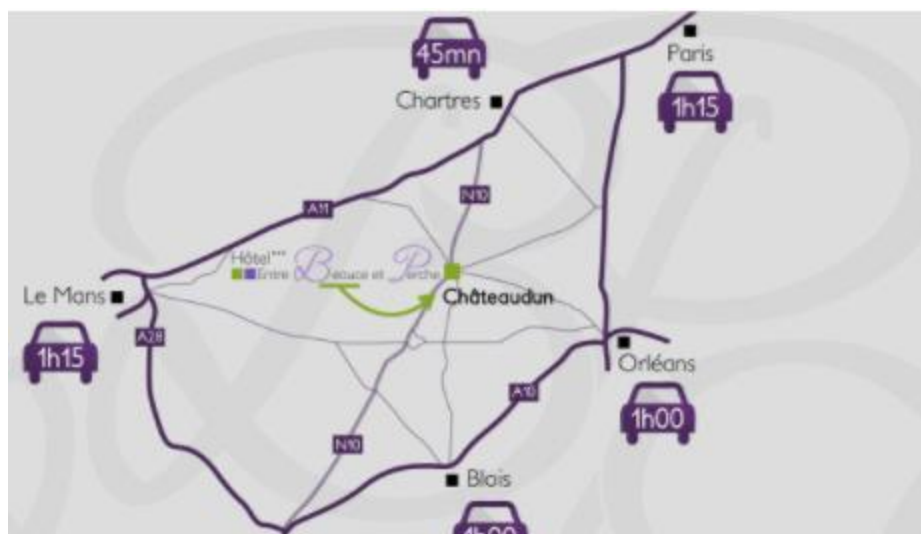 45mn
Paris
Chartres
1h15
N10
A11
Hôtel***
Entre Beauce et Perche
Châteaudun
Le Mans
A28
1h15
Orléans
A10
1h00
N10
Blois